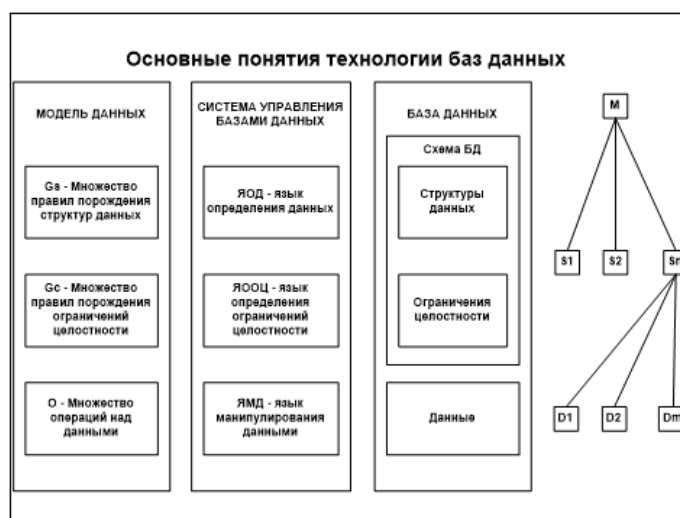 Основные понятия технологии баз данных
МОДЕЛЬ ДАННЫХ
Gs - Множество
правил порождения
структур данных
Gc - Множество
правил порождения
ограничений
целостности
O - Множество
операций над
данными
СИСТЕМА УПРАВЛЕНИЯ
БАЗАМИ ДАННЫХ
ЯОД - язык
определения данных
ЯООЦ - язык
определения
ограничений
целостности
ЯМД - язык
манипулирования
данными
БАЗА ДАННЫХ
Схема БД
Структуры
данных
Ограничения
целостности
Данные
M
S1 S2 Sn
D1 D2 Dm